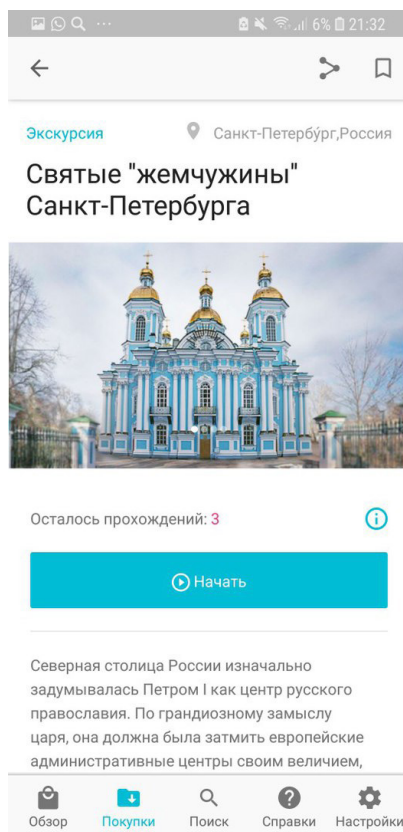 6% 21:32
Экскурсия
Санкт-Петербу́рг,Россия
Святые "жемчужины"
Санкт-Петербурга
Осталось прохождений: 3
Начать
Северная столица России изначально
задумывалась Петром I как центр русского
православия. По грандиозному замыслу
царя, она должна была затмить европейские
административные центры своим величием,
Обзор Покупки Поиск Справки Настройки